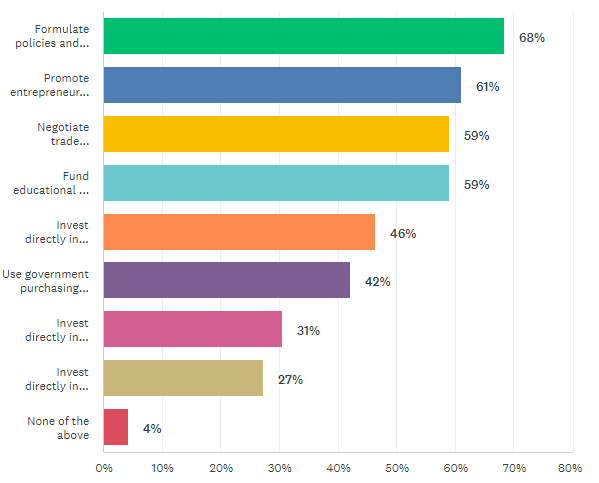 Formulate
policies and...
68%
Promote
entrepreneur...
61%
Negotiate
trade...
59%
Fund
educational ...
59%
Invest
directly in...
46%
Use government
purchasing...
42%
Invest
directly in...
31%
Invest
directly in...
27%
None of the
above
4%
0% 10% 20% 30% 40% 50% 60% 70% 80%